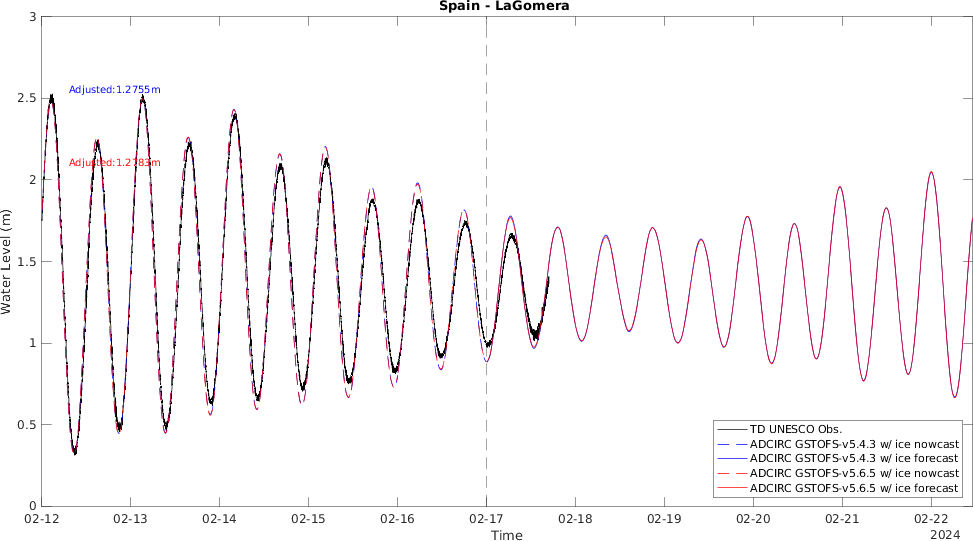 Spain - LaGomera
3
2.5
2
1.5
1
0.5
0
Water Level (m)
Adjusted:1.2755m
Adjusted:1.2783m
TD UNESCO Obs.
ADCIRC GSTOFS-v5.4.3 w/ ice nowcast
ADCIRC GSTOFS-v5.4.3 w/ ice forecast
ADCIRC GSTOFS-v5.6.5 w/ ice nowcast
ADCIRC GSTOFS-v5.6.5 w/ ice forecast
02-12 02-13 02-14 02-15 02-16 02-17 02-18 02-19 02-20 02-21 02-22
Time
2024